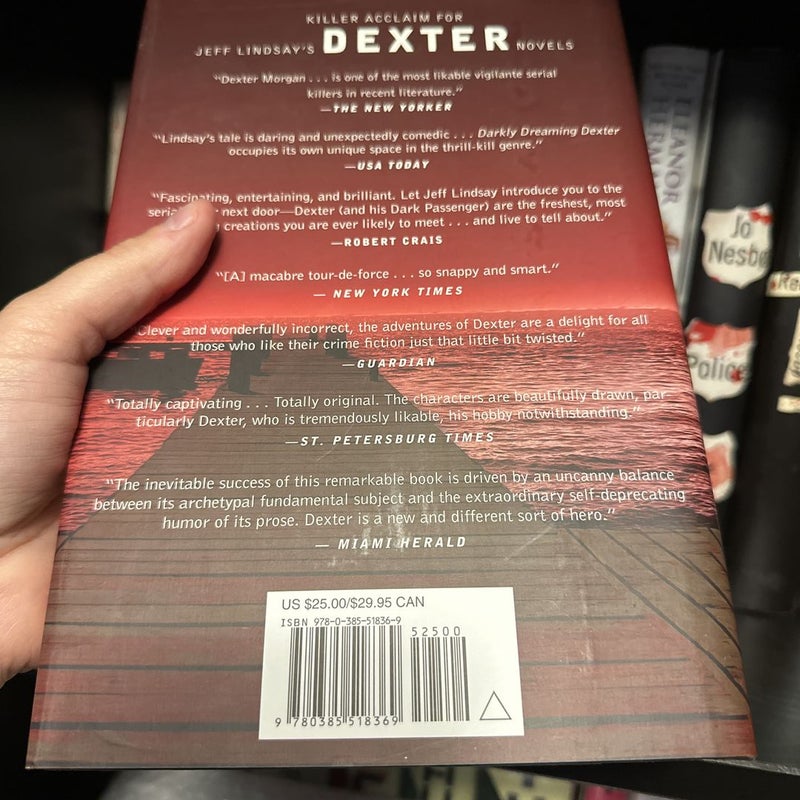 KILLER ACCLAIM FOR
JEFF LINDSAY'S DEXTER NOVELS
"Dexter Morgan . . . is one of the most likable vigilante serial
killers in recent literature."
—THE NEW YORKER
"Lindsay's tale is daring and unexpectedly comedic . . . Darkly Dreaming Dexter
occupies its own unique space in the thrill-kill genre."
—USA TODAY
"Fascinating, entertaining, and brilliant. Let Jeff Lindsay introduce you to the
next door—Dexter (and his Dark Passenger) are the freshest, most
creations you are ever likely to meet . . . and live to tell about."
—ROBERT CRAIS
"[A] macabre tour-de-force . . . so snappy and smart."
— NEW YORK TIMES
Clever and wonderfully incorrect, the adventures of Dexter are a delight for all
those who like their crime fiction just that little bit twisted."
—GUARDIAN
"Totally captivating . . . Totally original. The characters are beautifully drawn, par-
ticularly Dexter, who is tremendously likable, his hobby notwithstanding."
—ST. PETERSBURG TIMES
"The inevitable success of this remarkable book is driven by an uncanny balance
between its archetypal fundamental subject and the extraordinary self-deprecating
humor of its prose. Dexter is a new and different sort of hero."
— MIAMI HERALD
US $25.00/$29.95 CAN
ISBN 978-0-385-51836-9
52500
9 780385 518369
ELEANOR
Jo
Police